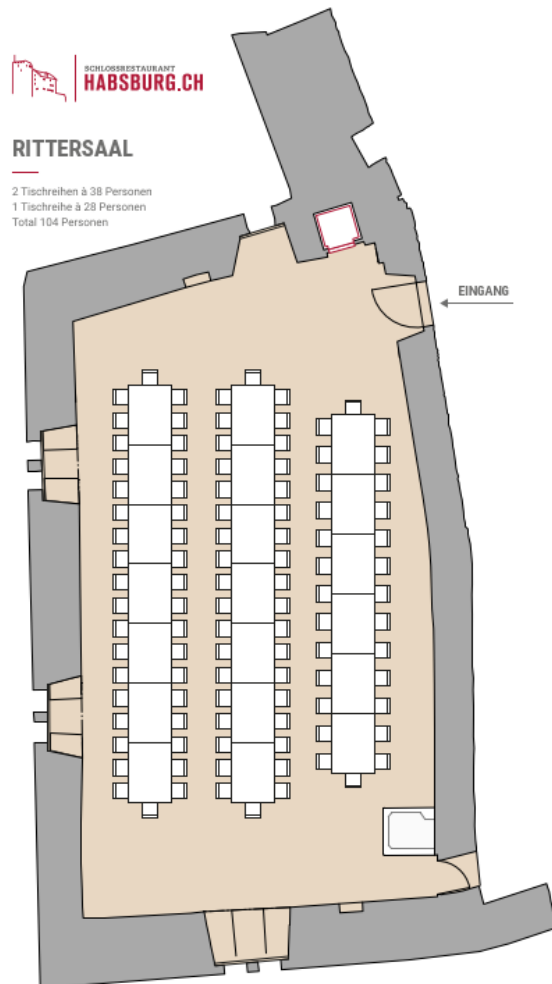 SCHLOSSRESTAURANT
HABSBURG.CH
RITTERSAAL
2 Tischreihen à 38 Personen
1 Tischreihe à 28 Personen
Total 104 Personen
EINGANG